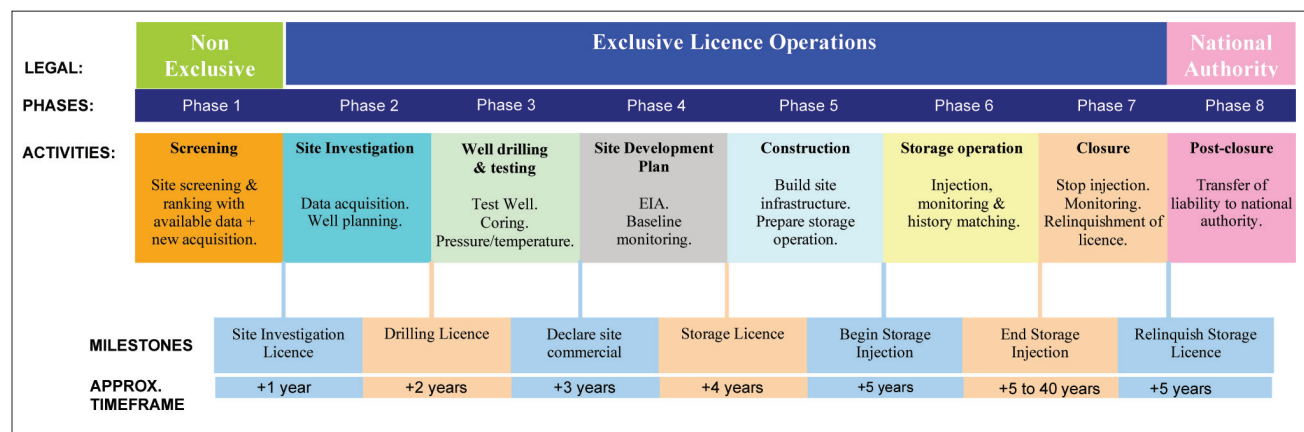 LEGAL:
Non
Exclusive
Exclusive Licence Operations
National
Authority
PHASES:
Phase 1
Phase 2
Phase 3
Phase 4
Phase 5
Phase 6
Phase 7
Phase 8
ACTIVITIES:
Screening
Site screening &
ranking with
available data +
new acquisition.
Site Investigation
Data acquisition.
Well planning.
Well drilling
& testing
Test Well.
Coring.
Pressure/temperature.
Site Development
Plan
EIA.
Baseline
monitoring.
Construction
Build site
infrastructure.
Prepare storage
operation.
Storage operation
Injection,
monitoring &
history matching.
Closure
Stop injection.
Monitoring.
Relinquishment of
licence.
Post-closure
Transfer of
liability to national
authority.
MILESTONES
Site Investigation
Licence
Drilling Licence
Declare site
commercial
Storage Licence
Begin Storage
Injection
End Storage
Injection
Relinquish Storage
Licence
APPROX.
TIMEFRAME
+1 year
+2 years
+3 years
+4 years
+5 years
+5 to 40 years
+5 years